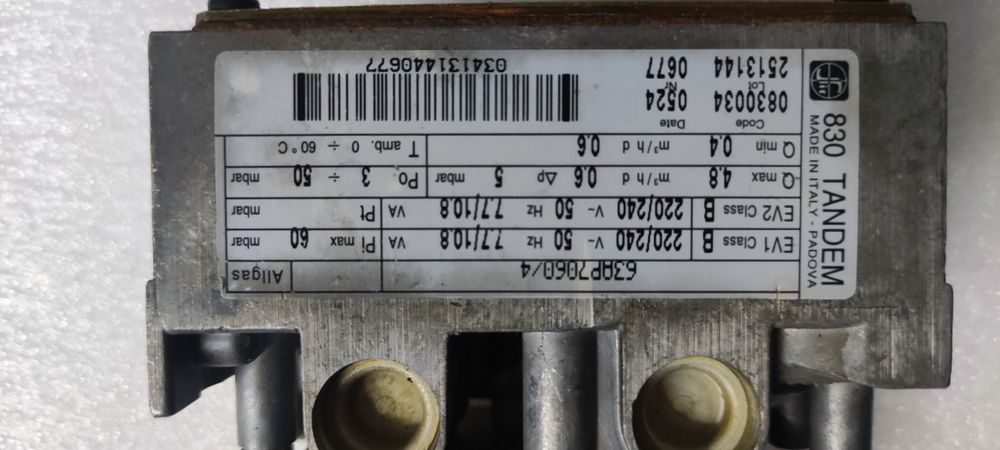 830 TANDEM
MADE IN ITALY - PADOVA
63AP7060/4 Allgas
EV1 Class B 220/240 V~ 50 Hz 7.7/10.8 VA Pi max 60 mbar
EV2 Class B 220/240 V~ 50 Hz 7.7/10.8 VA Pt mbar
Q max 4.8 m³/h d 0.6 Δp 5 mbar Po 3 ÷ 50 mbar
Q min 0.4 m³/h d 0.6 T amb. 0 ÷ 60 °C
Code Date
0830034 0524
Lot Nr
2513144 0677
034131440677